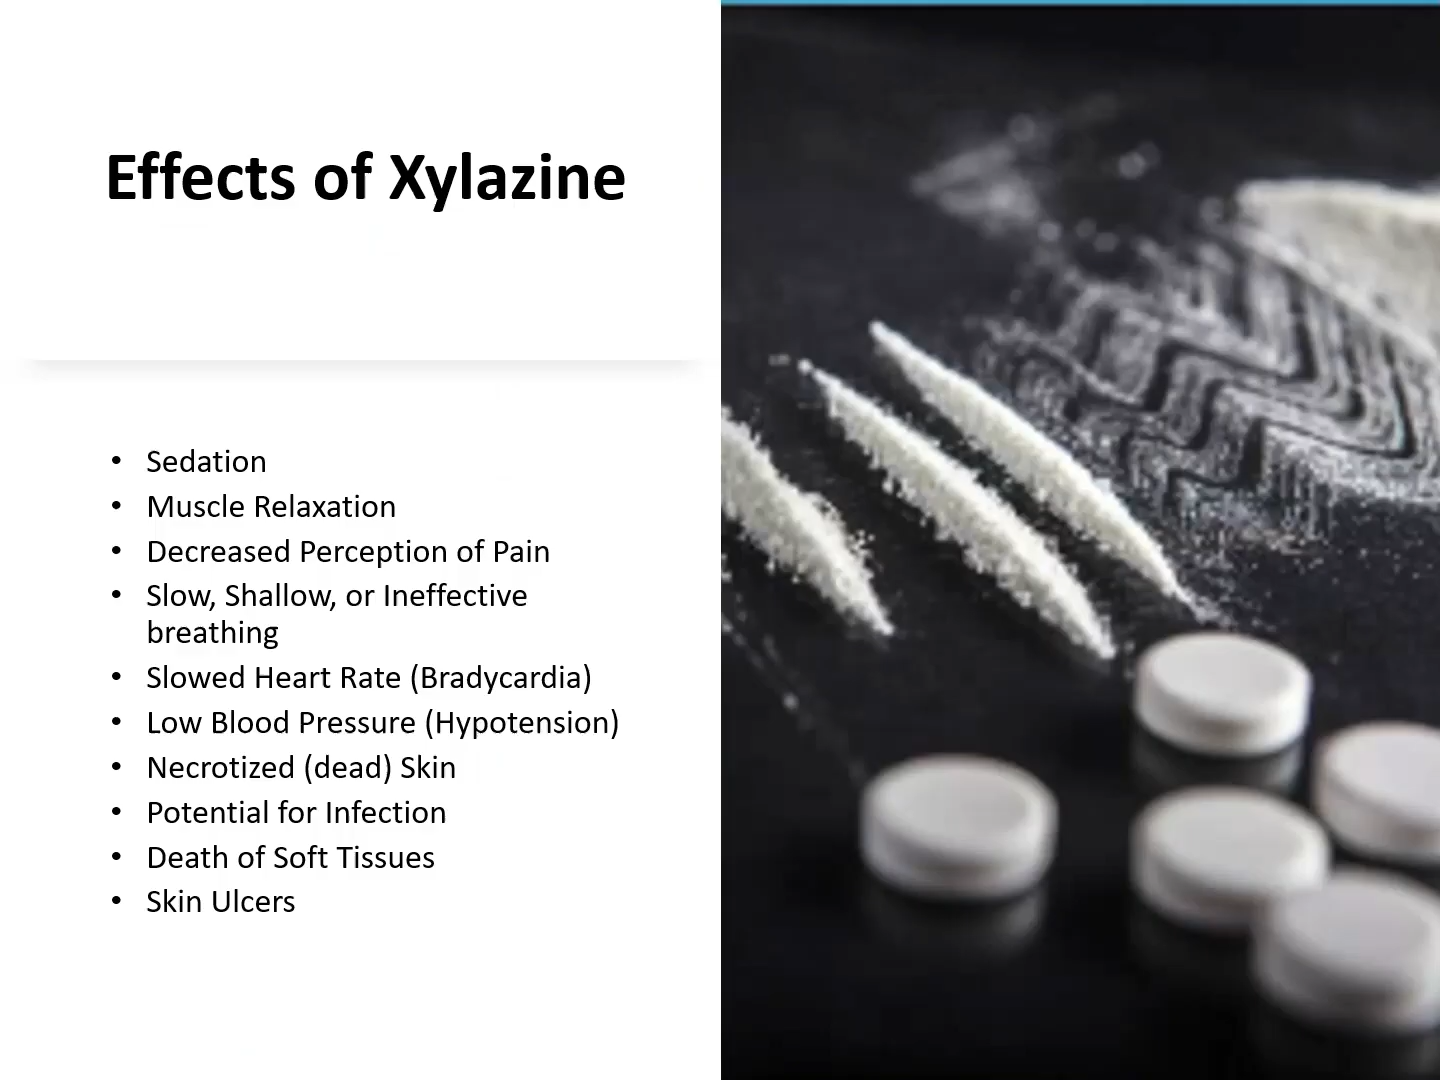 Effects of Xylazine
• Sedation
• Muscle Relaxation
• Decreased Perception of Pain
• Slow, Shallow, or Ineffective
breathing
• Slowed Heart Rate (Bradycardia)
• Low Blood Pressure (Hypotension)
• Necrotized (dead) Skin
• Potential for Infection
• Death of Soft Tissues
• Skin Ulcers